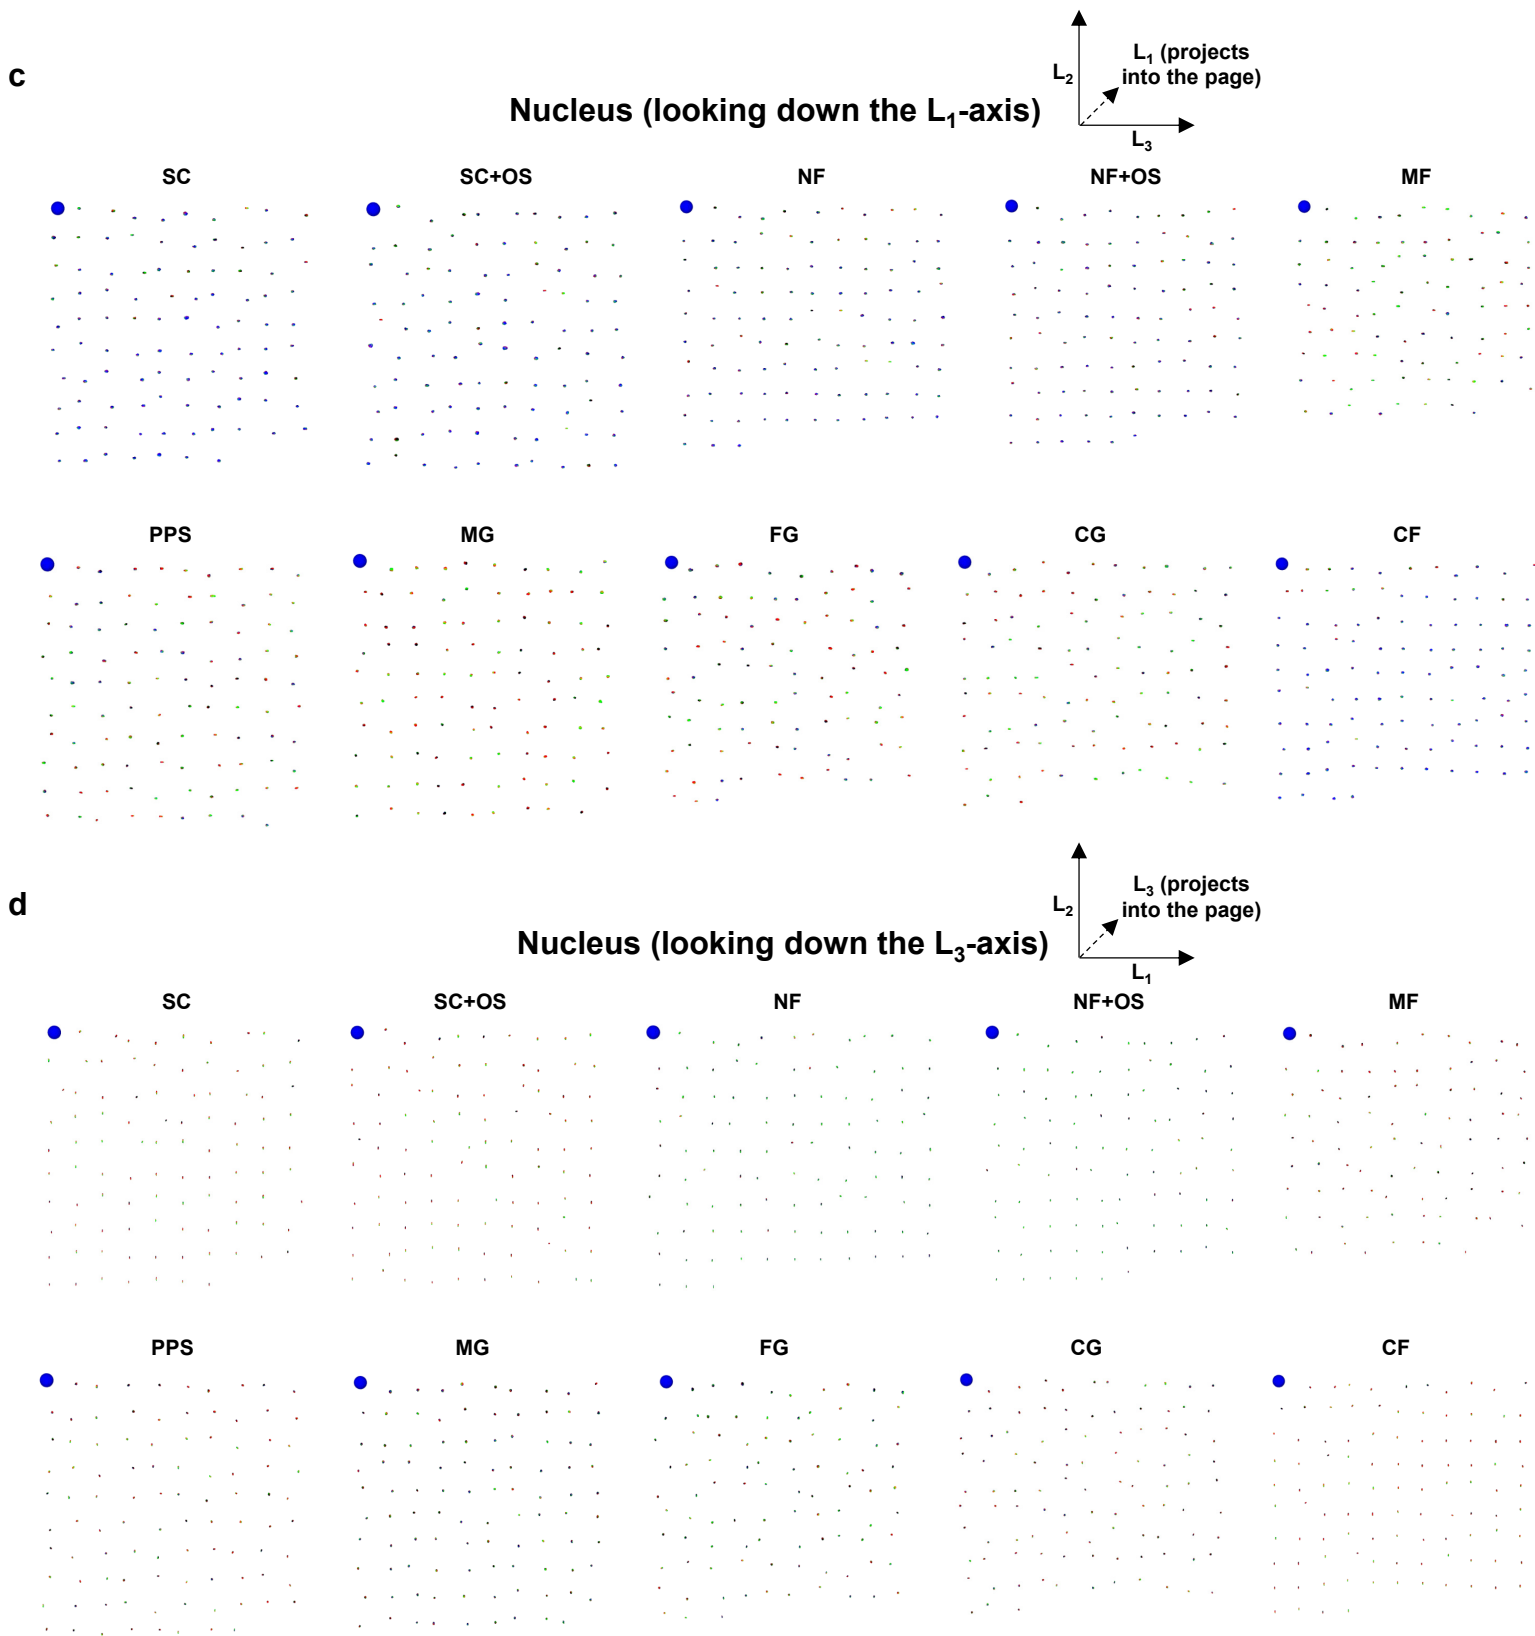 c
L2
L1 (projects
into the page)
L3
Nucleus (looking down the L1-axis)
SC SC+OS NF NF+OS MF
PPS MG FG CG CF
d
L2
L3 (projects
into the page)
L1
Nucleus (looking down the L3-axis)
SC SC+OS NF NF+OS MF
PPS MG FG CG CF